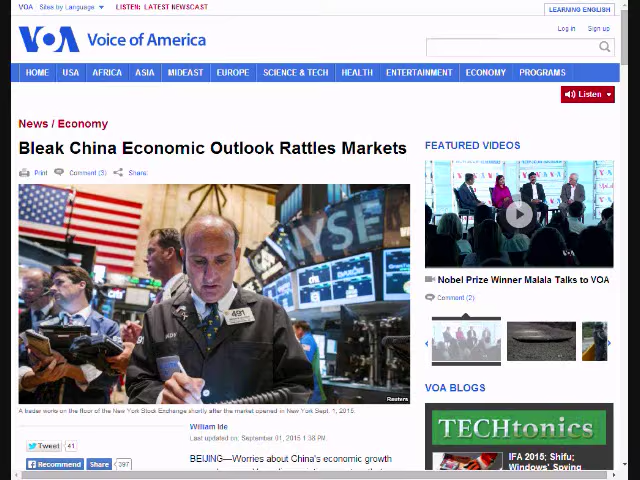 VOA Sites by Language LISTEN: LATEST NEWSCAST LEARNING ENGLISH
VOA Voice of America
Log in Sign up
HOME USA AFRICA ASIA MIDEAST EUROPE SCIENCE & TECH HEALTH ENTERTAINMENT ECONOMY PROGRAMS
Listen
News / Economy
Bleak China Economic Outlook Rattles Markets
Print Comment (3) Share:
NYSE
491
Reuters
A trader works on the floor of the New York Stock Exchange shortly after the market opened in New York Sept. 1, 2015.
Tweet 41
Recommend Share 397
William Ide
Last updated on: September 01, 2015 1:38 PM
BEIJING—Worries about China's economic growth
FEATURED VIDEOS
Nobel Prize Winner Malala Talks to VOA
Comment (2)
VOA BLOGS
TECHtonics
IFA 2015; Shifu;
Windows' Spying